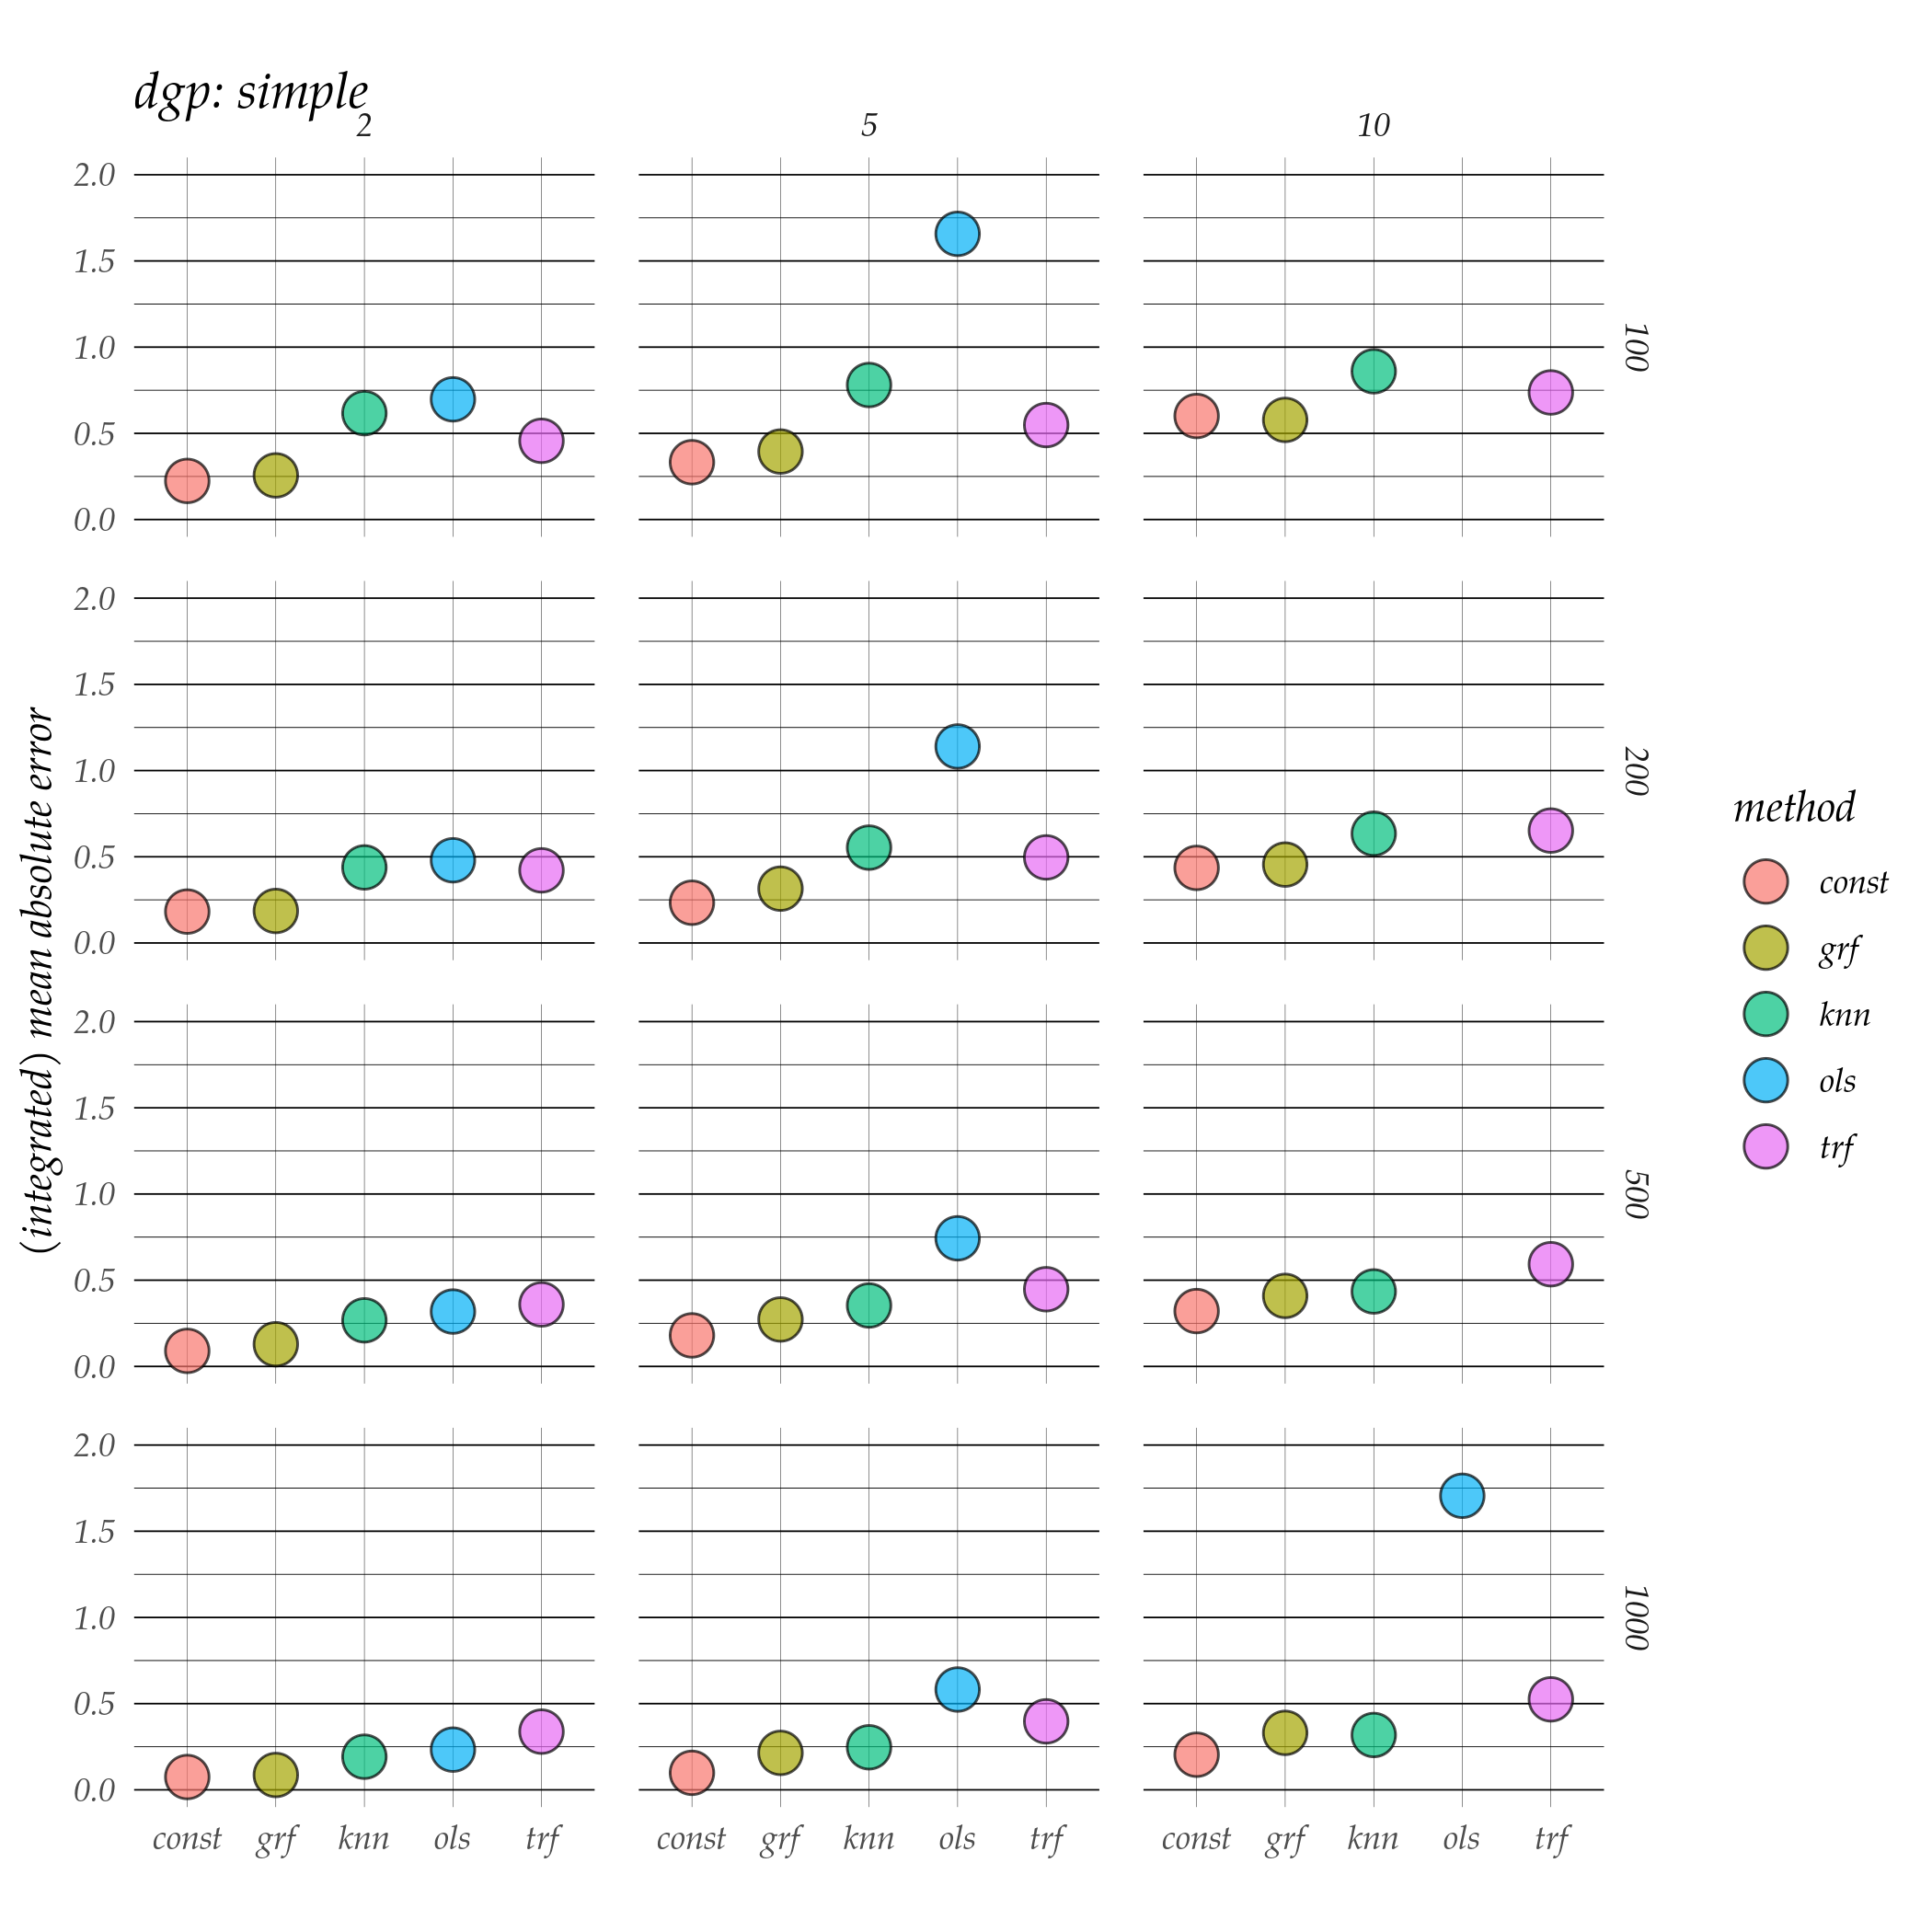 dgp: simple
2 5 10
2.0
1.5
1.0
0.5
0.0
100
2.0
1.5
1.0
0.5
0.0
200
2.0
1.5
1.0
0.5
0.0
500
2.0
1.5
1.0
0.5
0.0
1000
const grf knn ols trf const grf knn ols trf const grf knn ols trf
(integrated) mean absolute error
method
const
grf
knn
ols
trf